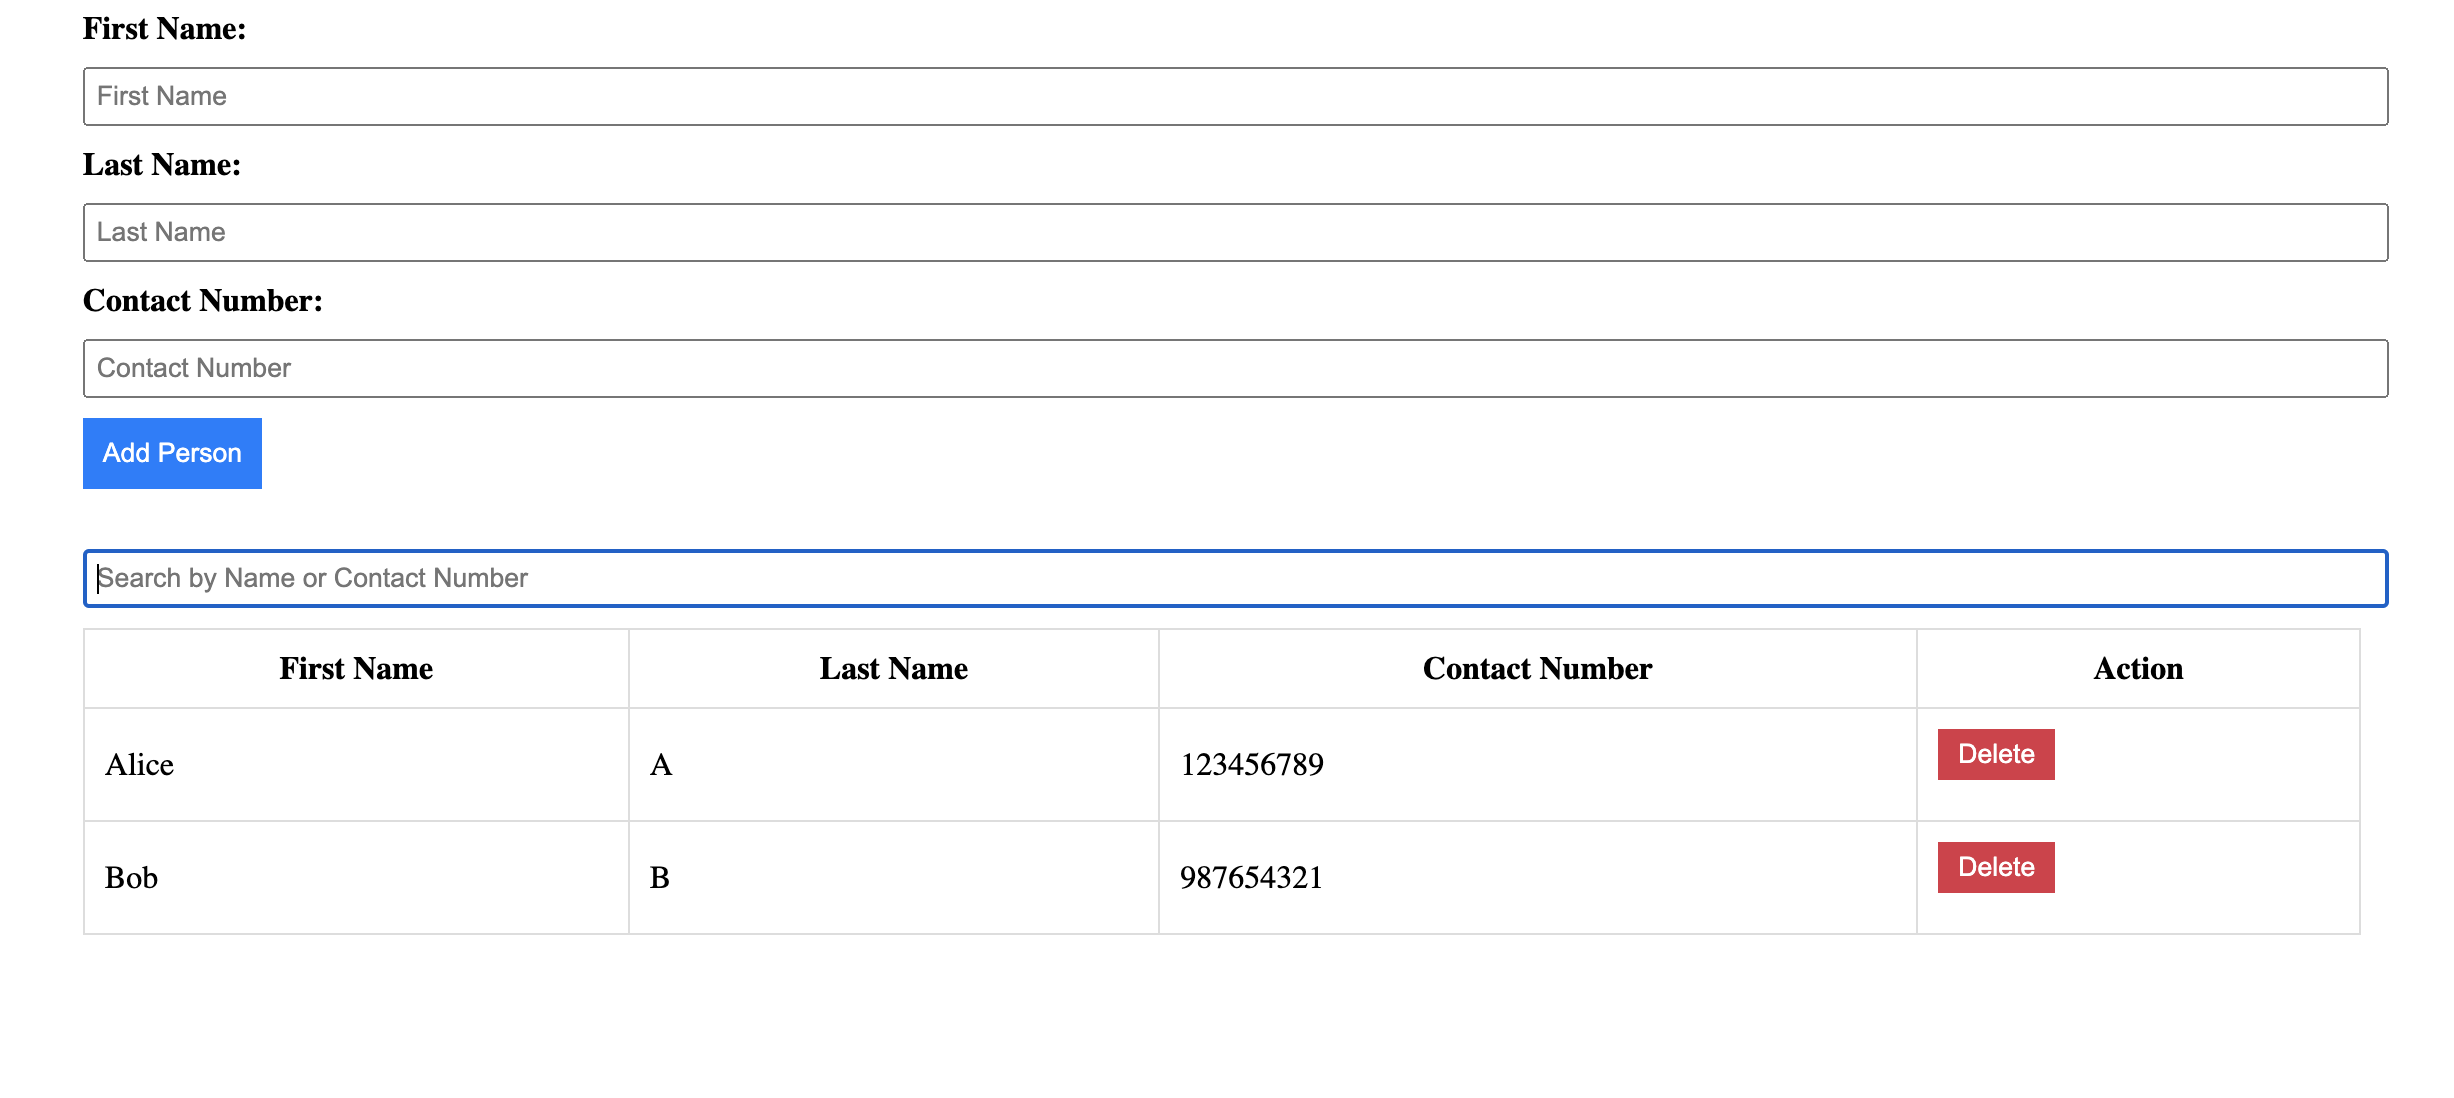 First Name:
First Name
Last Name:
Last Name
Contact Number:
Contact Number
Add Person
Search by Name or Contact Number
First Name Last Name Contact Number Action
Alice A 123456789 Delete
Bob B 987654321 Delete